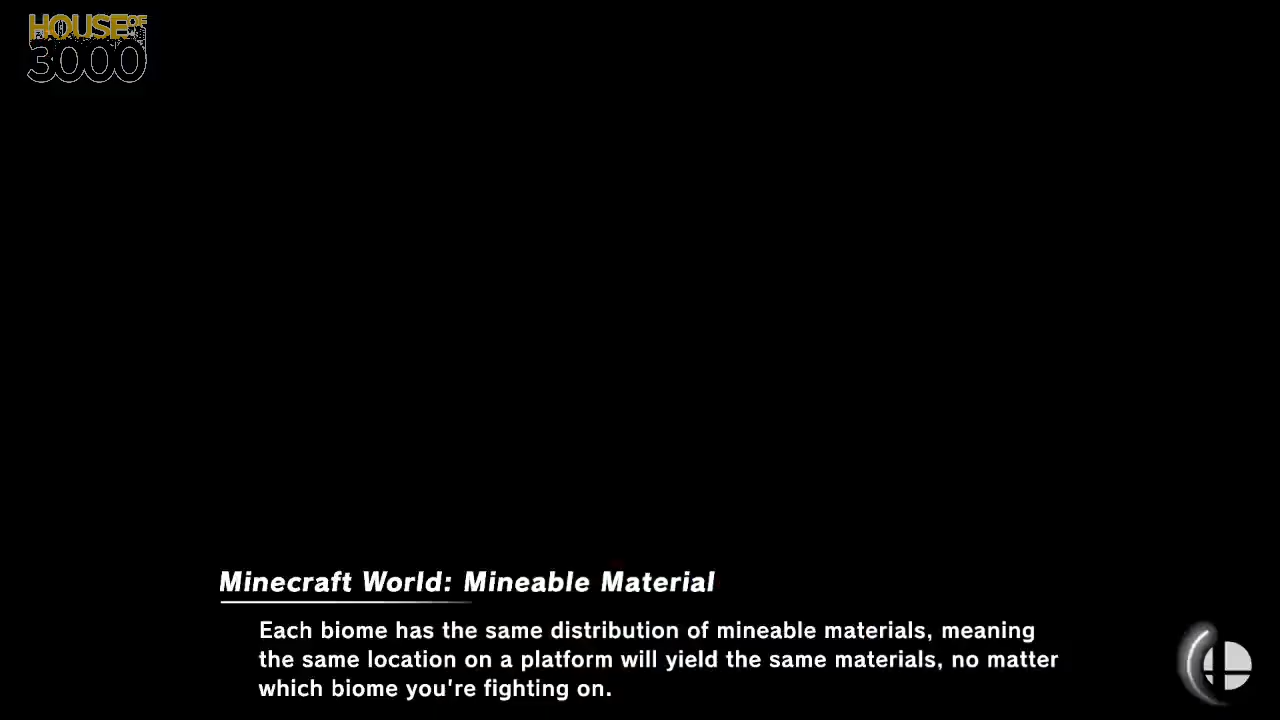 HOUSE OF
3000
Minecraft World: Mineable Material
Each biome has the same distribution of mineable materials, meaning
the same location on a platform will yield the same materials, no matter
which biome you're fighting on.